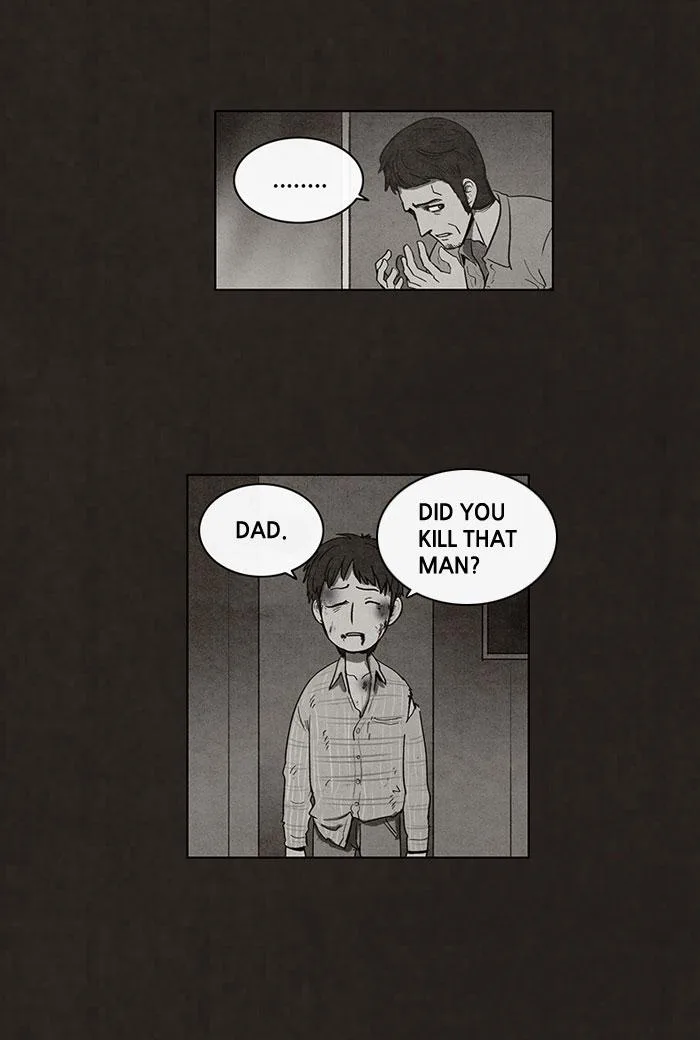 ........
DAD.
DID YOU
KILL THAT
MAN?